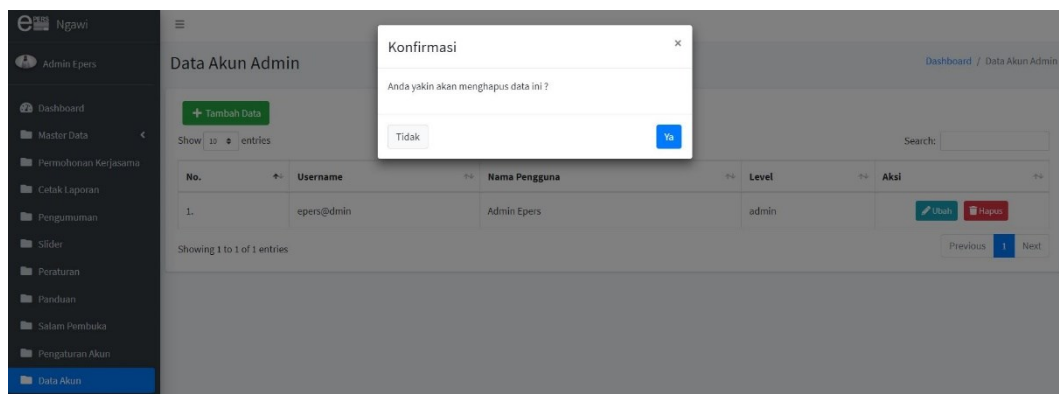 ePERS Ngawi
Admin Epers
Dashboard
Master Data
Permohonan Kerjasama
Cetak Laporan
Pengumuman
Slider
Peraturan
Panduan
Salam Pembuka
Pengaturan Akun
Data Akun
Data Akun Admin
Dashboard / Data Akun Admin
Konfirmasi ×
Anda yakin akan menghapus data ini ?
Tidak Ya
+ Tambah Data
Show 10 entries
Search:
No. Username Nama Pengguna Level Aksi
1. epers@dmin Admin Epers admin Ubah Hapus
Showing 1 to 1 of 1 entries
Previous 1 Next